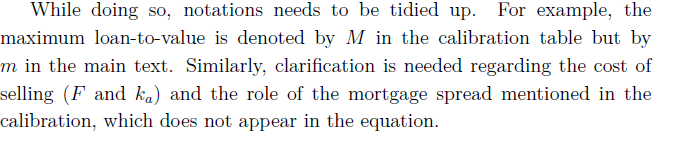 While doing so, notations needs to be tidied up. For example, the
maximum loan-to-value is denoted by M in the calibration table but by
m in the main text. Similarly, clarification is needed regarding the cost of
selling (F and kₐ) and the role of the mortgage spread mentioned in the
calibration, which does not appear in the equation.